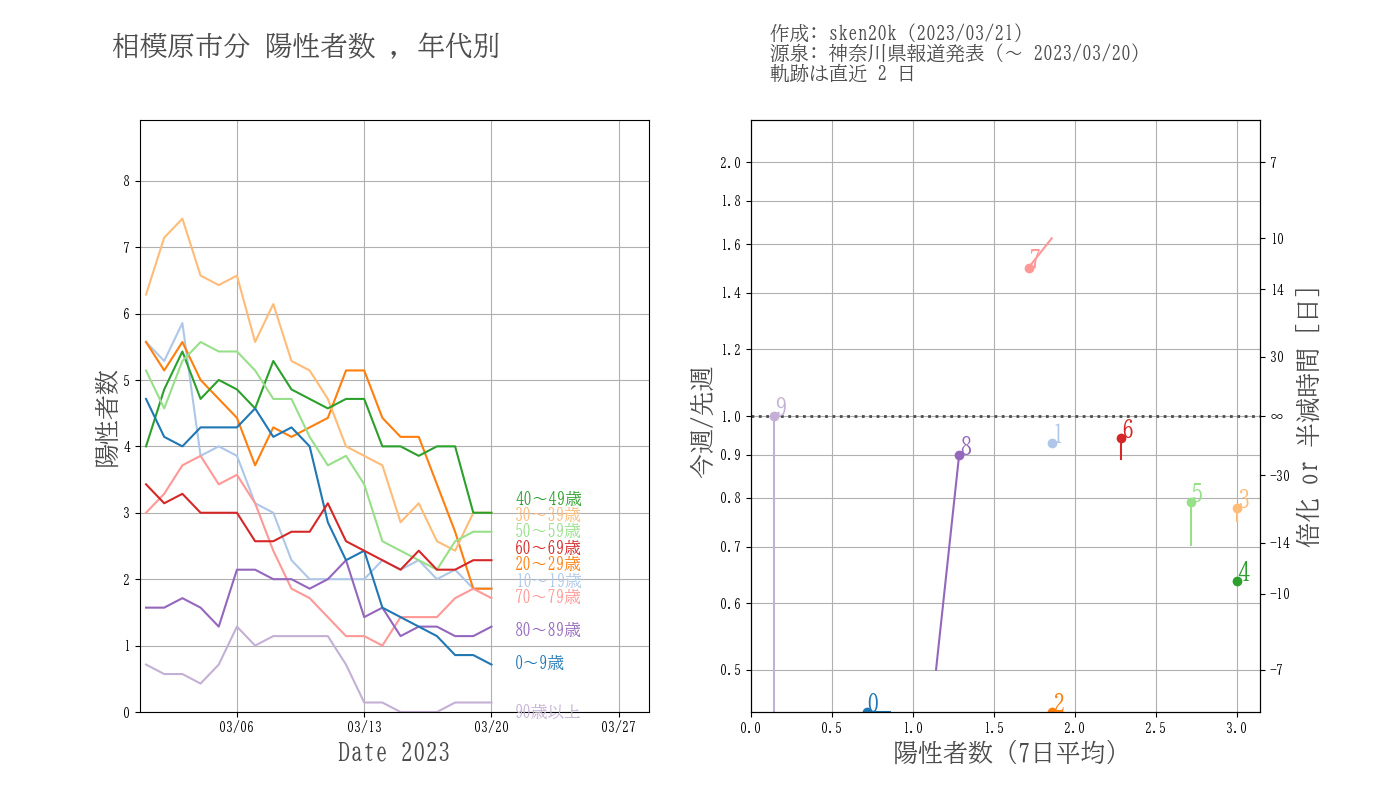 相模原市分 陽性者数 , 年代別
作成: sken20k (2023/03/21)
源泉: 神奈川県報道発表 (～ 2023/03/20)
軌跡は直近 2 日
陽性者数
8
7
6
5
4
3
2
1
0
40～49歳
30～39歳
50～59歳
60～69歳
20～29歳
10～19歳
70～79歳
80～89歳
0～9歳
90歳以上
03/06 03/13 03/20 03/27
Date 2023
今週/先週
2.0
1.8
1.6
1.4
1.2
1.0
0.9
0.8
0.7
0.6
0.5
7
9
8
1
6
5
3
4
0
2
7
10
14
30
∞
-30
-14
-10
-7
倍化 or 半減時間 [日]
0.0 0.5 1.0 1.5 2.0 2.5 3.0
陽性者数 (7日平均)